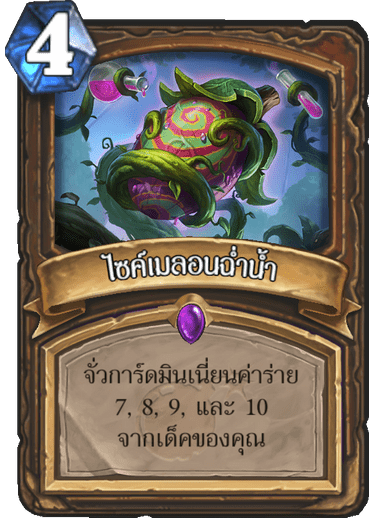 4
ไซค์เมลอนฉ่ำน้ำ
จั่วการ์ดมินเนี่ยนค่าร่าย
7, 8, 9, และ 10
จากเด็คของคุณ